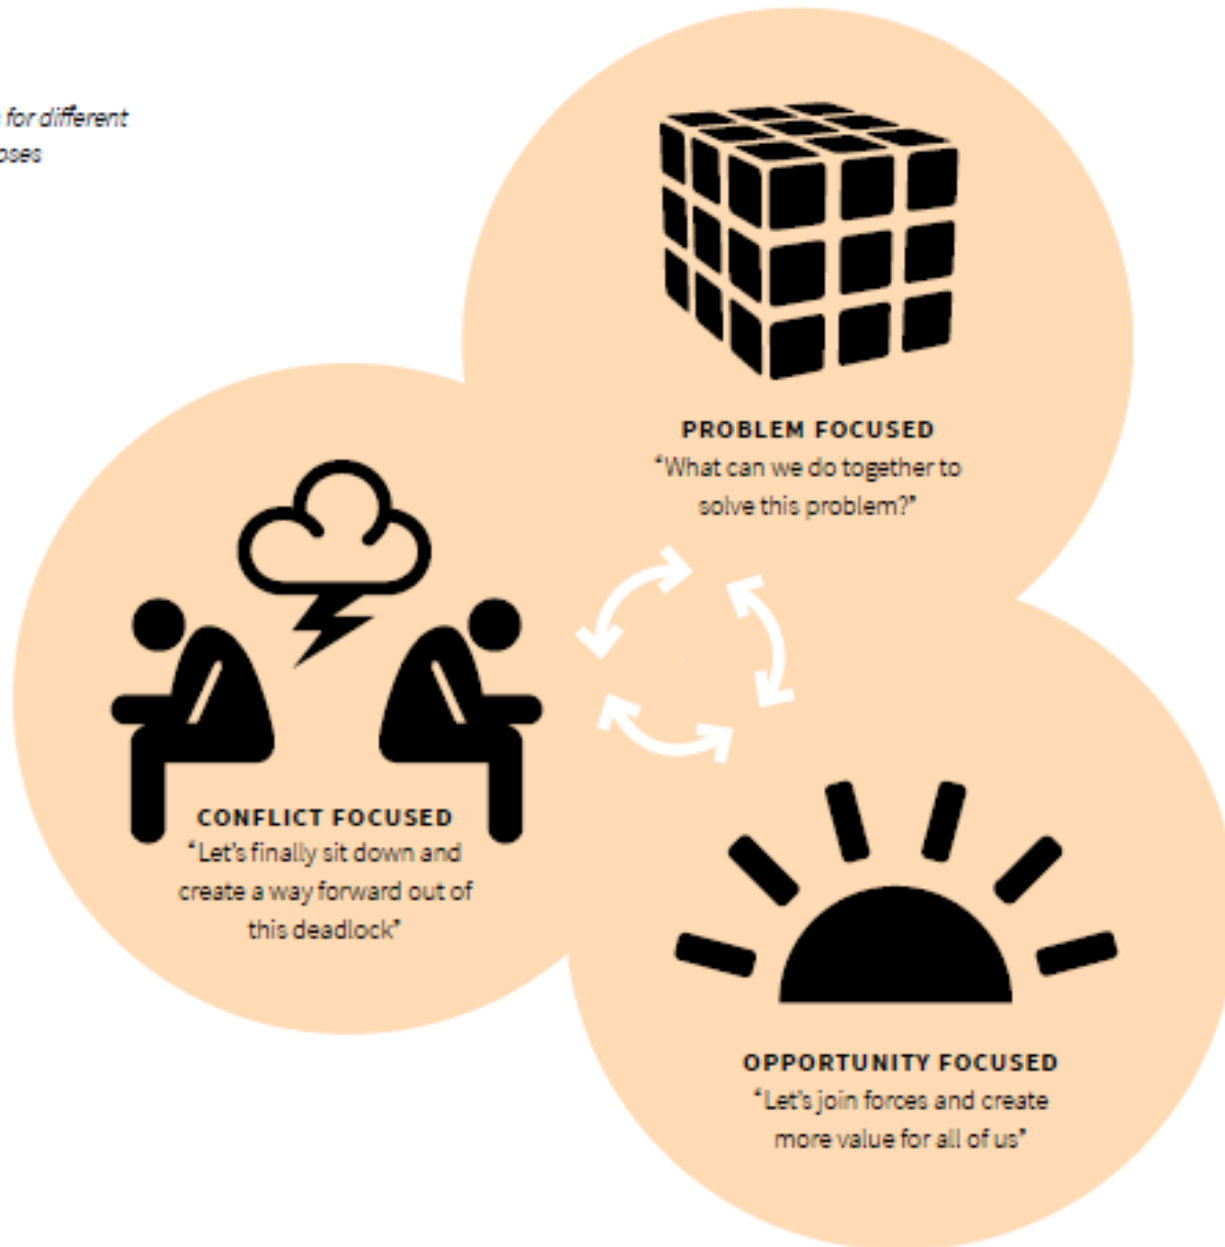 for different
PROBLEM FOCUSED
“What can we do together to
solve this problem?”
CONFLICT FOCUSED
“Let’s finally sit down and
create a way forward out of
this deadlock”
OPPORTUNITY FOCUSED
“Let’s join forces and create
more value for all of us”